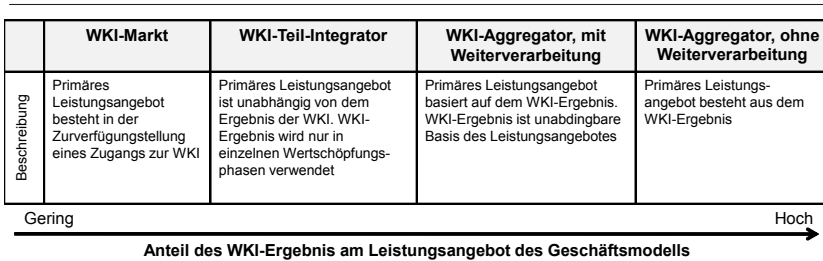 WKI-Markt
WKI-Teil-Integrator
WKI-Aggregator, mit
Weiterverarbeitung
WKI-Aggregator, ohne
Weiterverarbeitung
Beschreibung
Primäres
Leistungsangebot
besteht in der
Zurverfügungstellung
eines Zugangs zur WKI
Primäres Leistungsangebot
ist unabhängig von dem
Ergebnis der WKI. WKI-
Ergebnis wird nur in
einzelnen Wertschöpfungs-
phasen verwendet
Primäres Leistungsangebot
basiert auf dem WKI-Ergebnis.
WKI-Ergebnis ist unabdingbare
Basis des Leistungsangebotes
Primäres Leistungs-
angebot besteht aus dem
WKI-Ergebnis
Gering
Hoch
Anteil des WKI-Ergebnis am Leistungsangebot des Geschäftsmodells